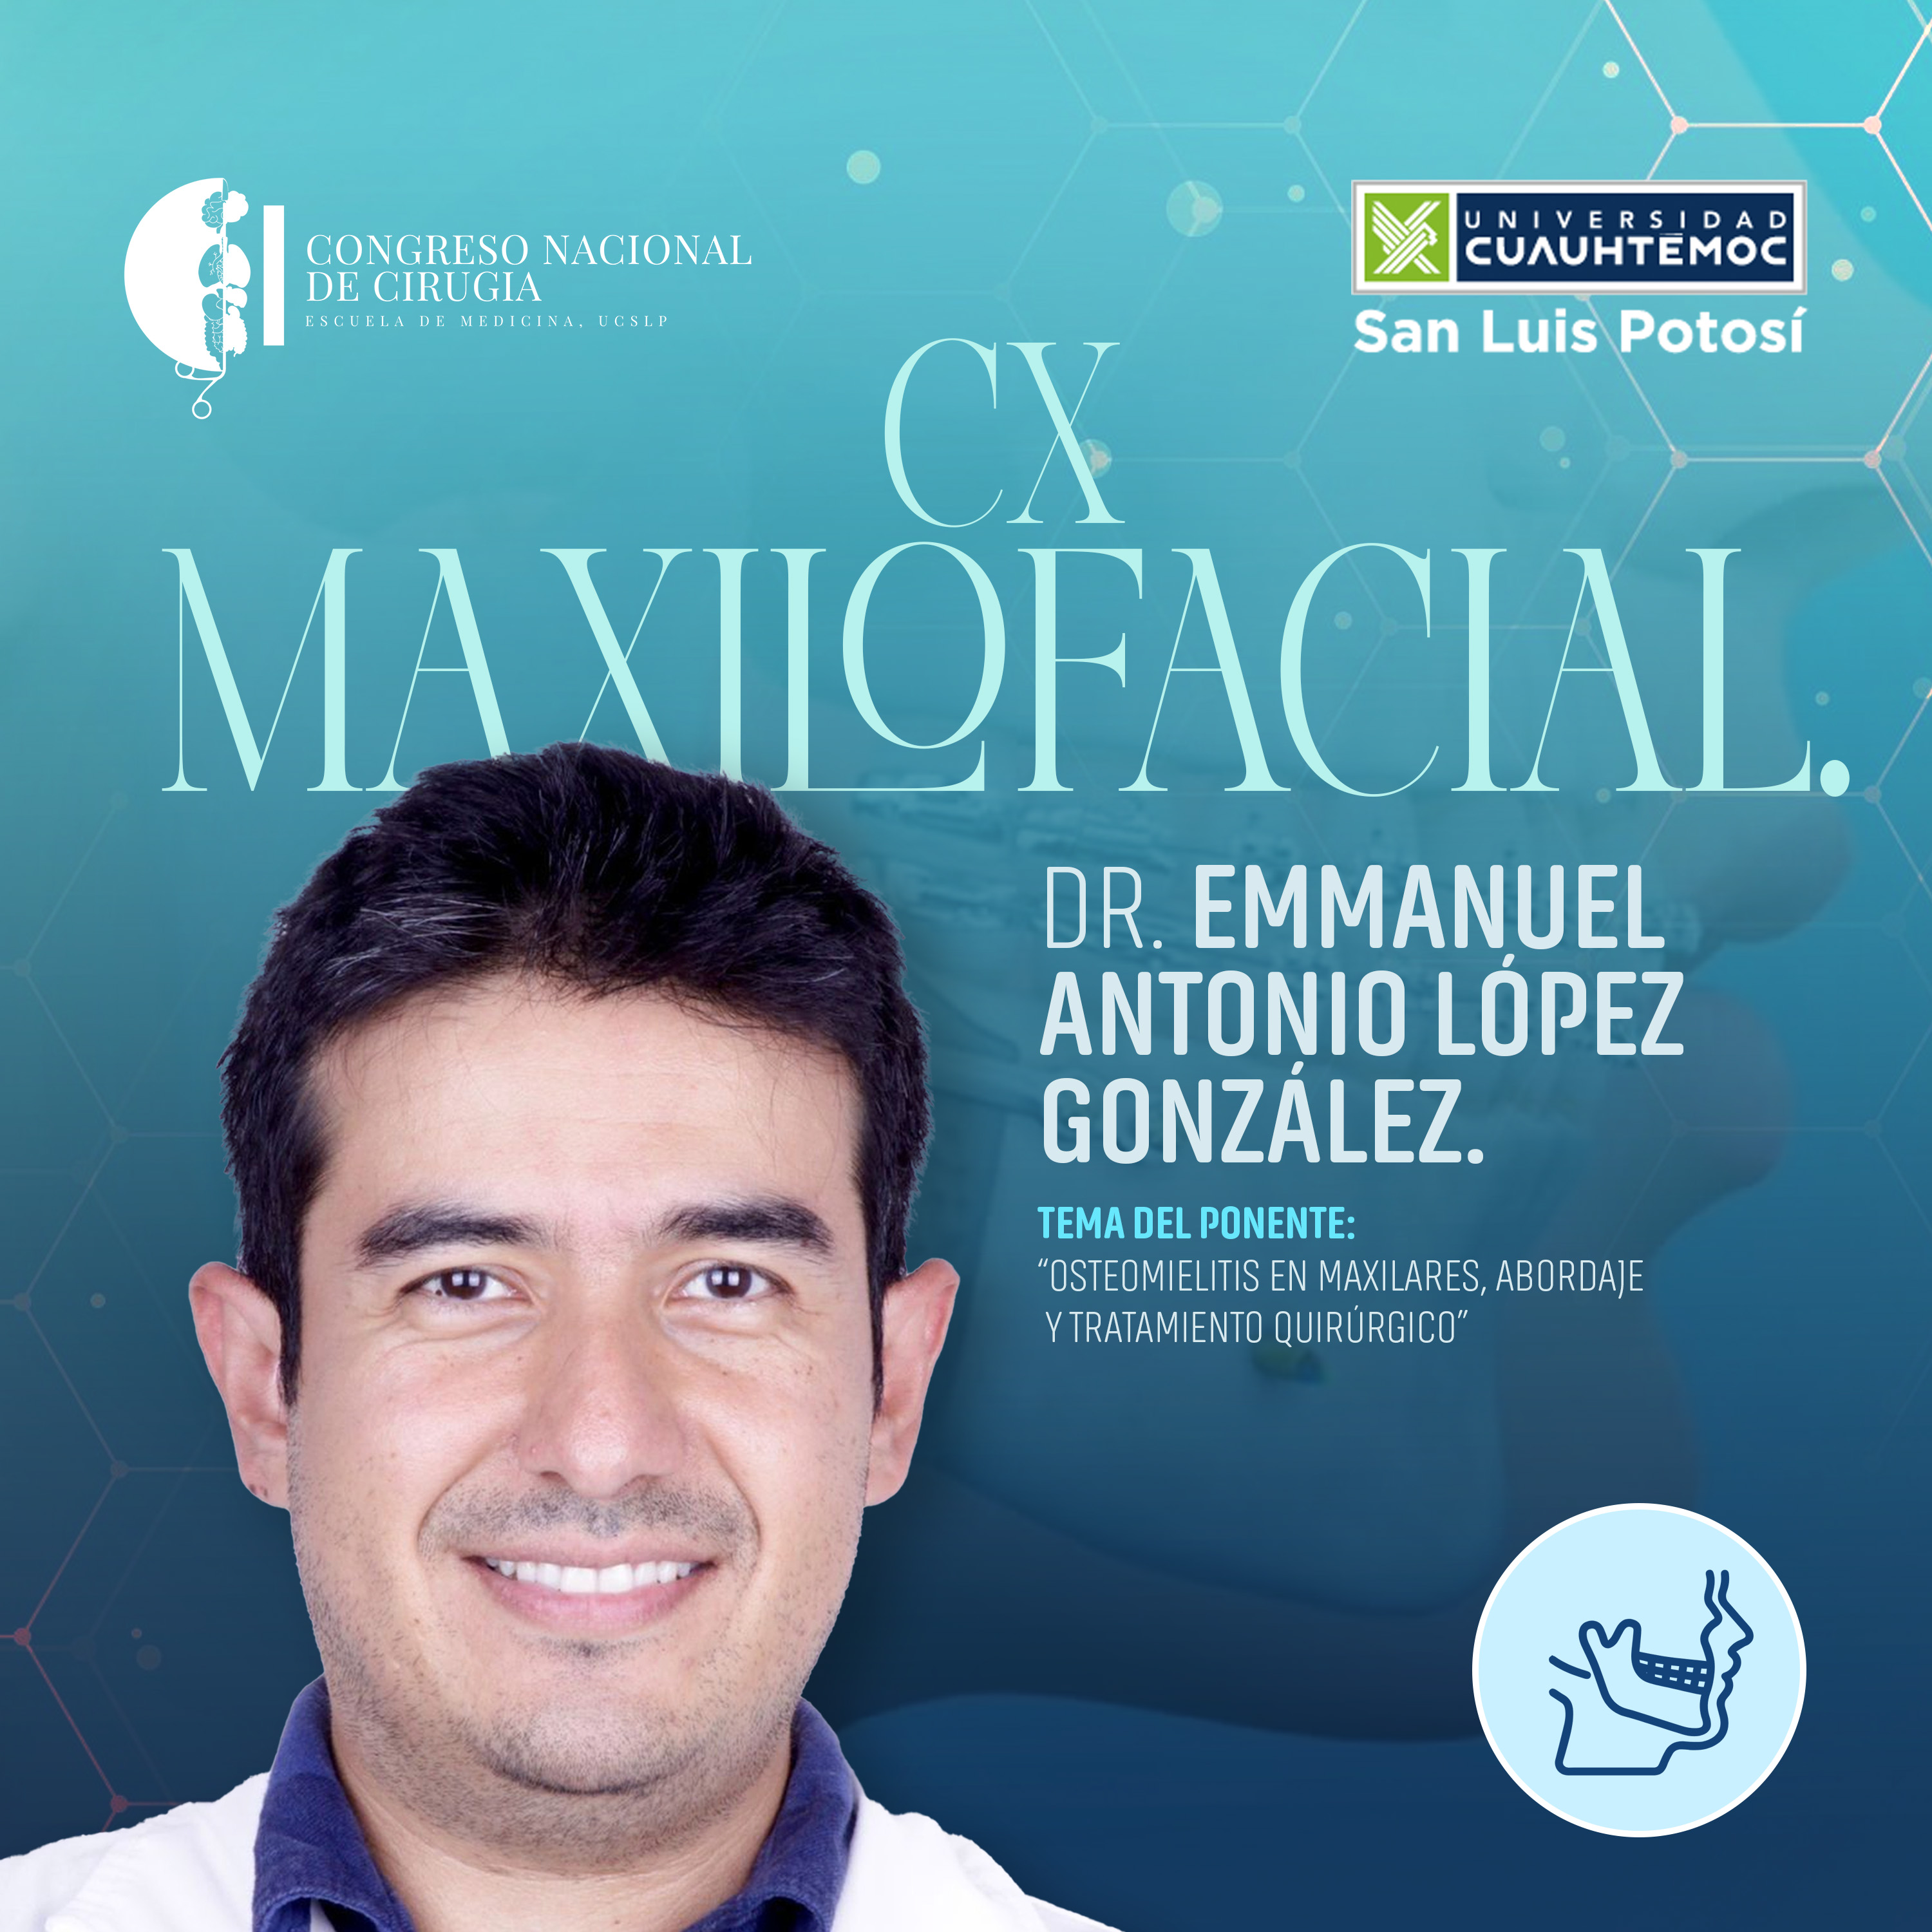 I CONGRESO NACIONAL
DE CIRUGIA
ESCUELA DE MEDICINA, UCSLP
UNIVERSIDAD
CUAUHTÉMOC
San Luis Potosí
CX
MAXILOFACIAL.
DR. EMMANUEL
ANTONIO LÓPEZ
GONZÁLEZ.
TEMA DEL PONENTE:
“OSTEOMIELITIS EN MAXILARES, ABORDAJE
Y TRATAMIENTO QUIRÚRGICO”